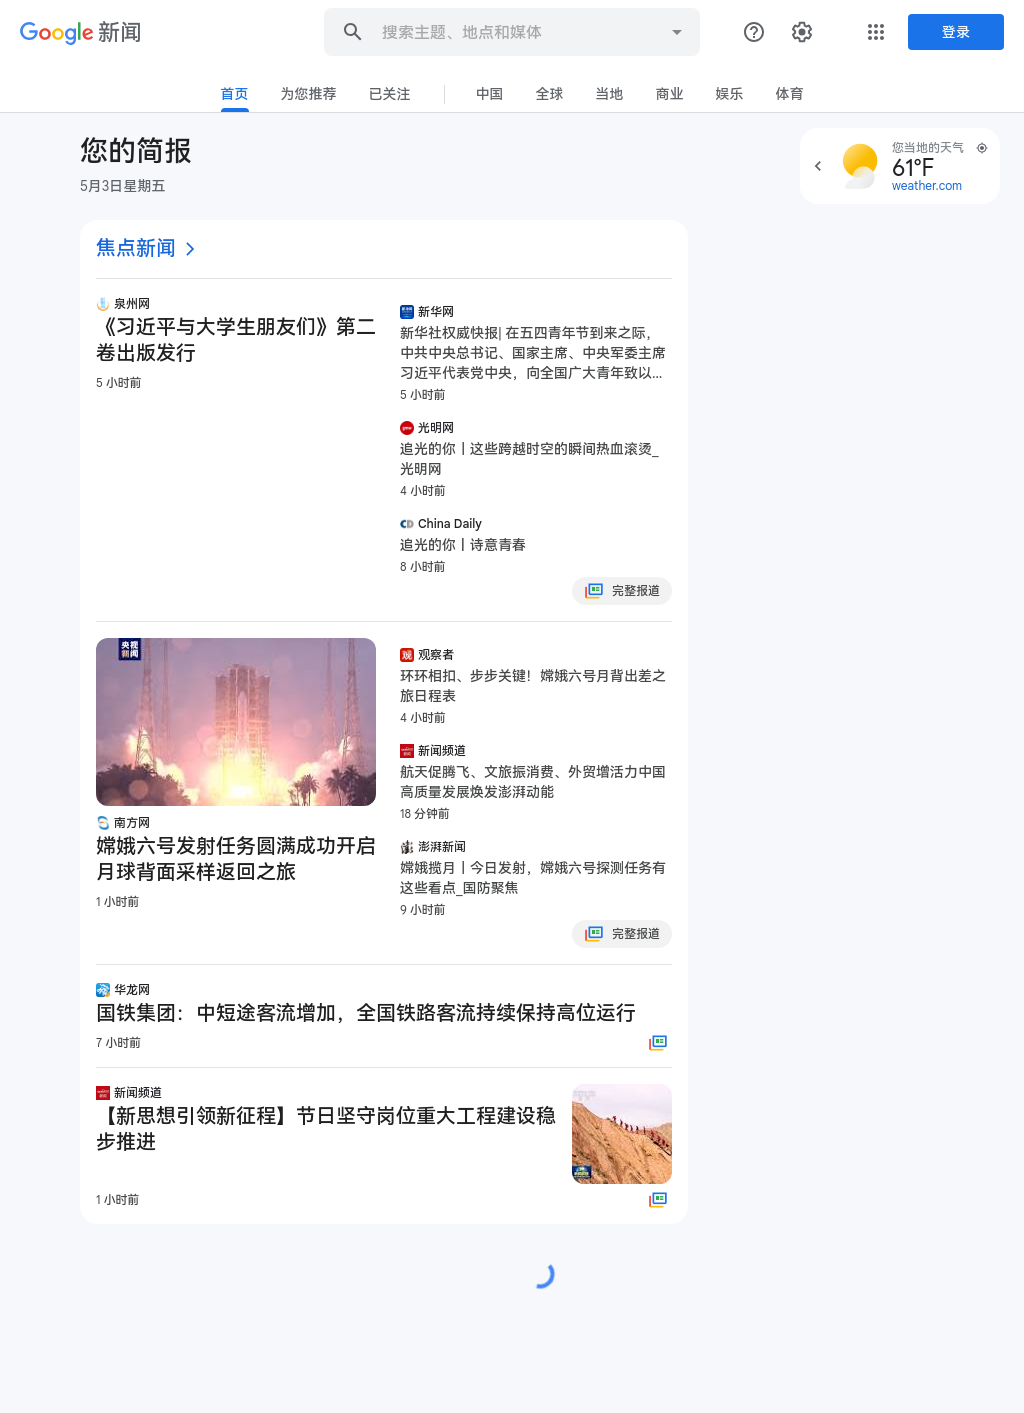 Google 新闻
搜索主题、地点和媒体
登录
首页
为您推荐
已关注
中国
全球
当地
商业
娱乐
体育
您的简报
5月3日星期五
您当地的天气
61°F
weather.com
焦点新闻
泉州网
《习近平与大学生朋友们》第二
卷出版发行
5 小时前
新华网
新华社权威快报| 在五四青年节到来之际，
中共中央总书记、国家主席、中央军委主席
习近平代表党中央，向全国广大青年致以...
5 小时前
光明网
追光的你丨这些跨越时空的瞬间热血滚烫_
光明网
4 小时前
China Daily
追光的你丨诗意青春
8 小时前
完整报道
央视
新闻
南方网
嫦娥六号发射任务圆满成功开启
月球背面采样返回之旅
1 小时前
观察者
环环相扣、步步关键！嫦娥六号月背出差之
旅日程表
4 小时前
新闻频道
航天促腾飞、文旅振消费、外贸增活力中国
高质量发展焕发澎湃动能
18 分钟前
澎湃新闻
嫦娥揽月丨今日发射，嫦娥六号探测任务有
这些看点_国防聚焦
9 小时前
完整报道
华龙网
国铁集团：中短途客流增加，全国铁路客流持续保持高位运行
7 小时前
新闻频道
【新思想引领新征程】节日坚守岗位重大工程建设稳
步推进
1 小时前